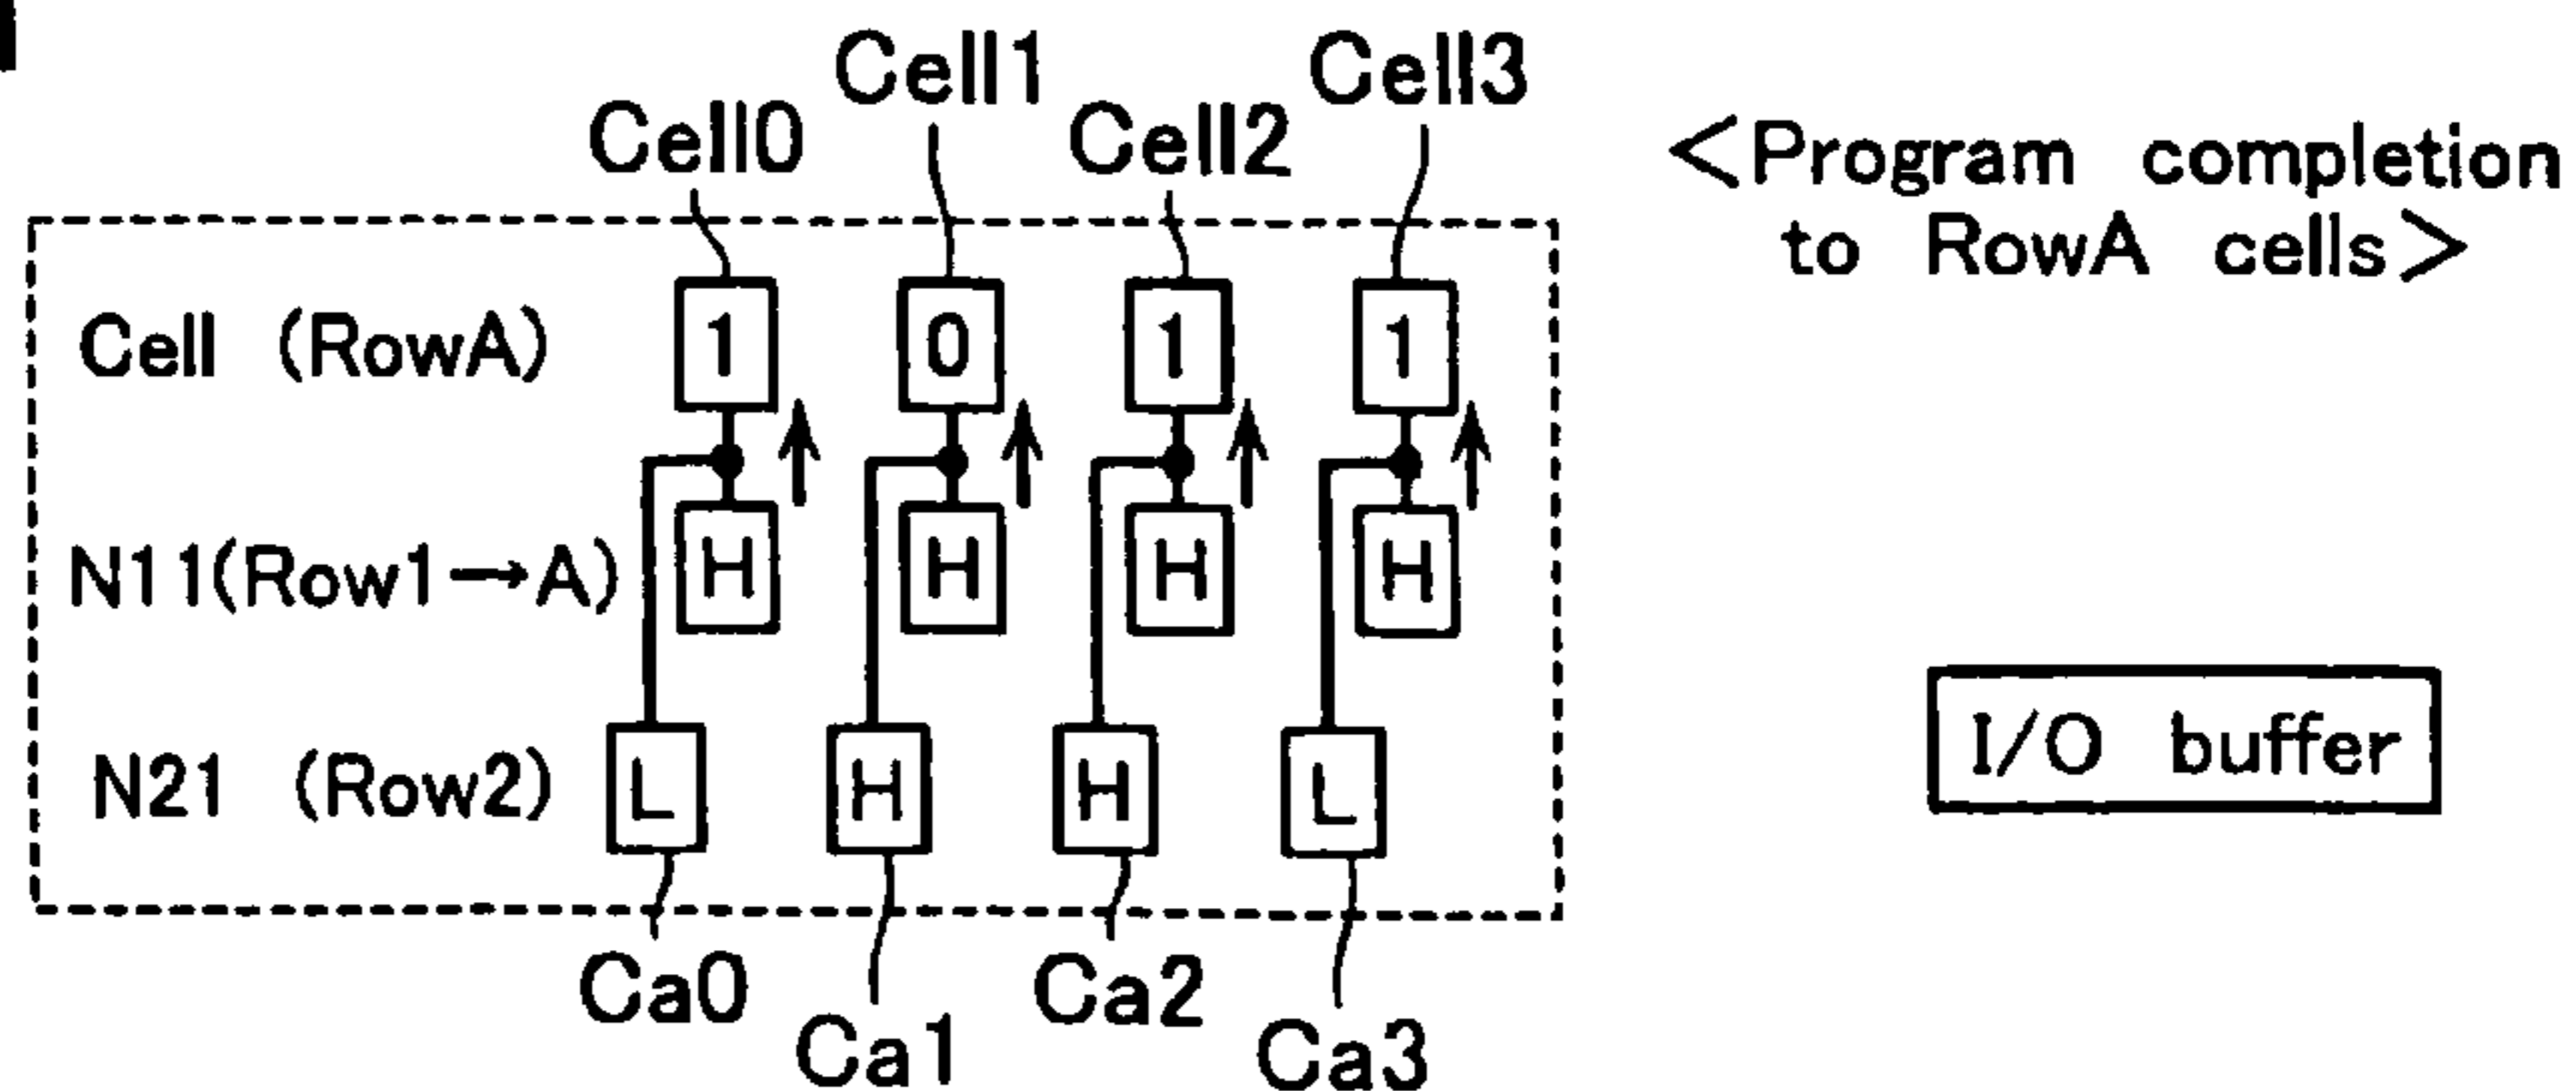 Cell0 Cell1 Cell2 Cell3
<Program completion
to RowA cells>
Cell (RowA) 1 0 1 1
N11(Row1→A) H H H H
N21 (Row2) L H H L
I/O buffer
Ca0 Ca1 Ca2 Ca3